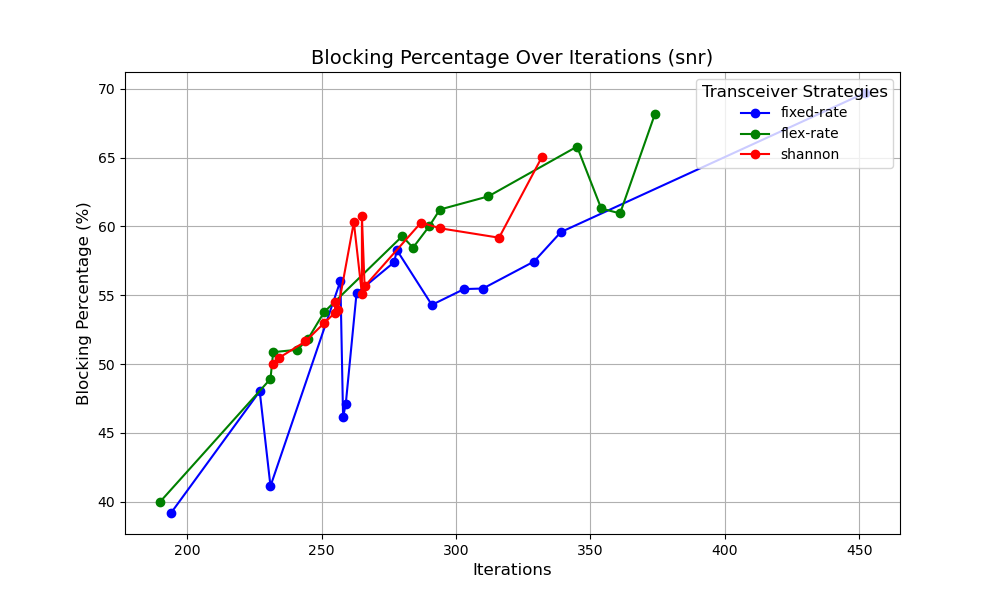 Blocking Percentage Over Iterations (snr)
Transceiver Strategies
fixed-rate
flex-rate
shannon
Blocking Percentage (%)
70
65
60
55
50
45
40
200 250 300 350 400 450
Iterations